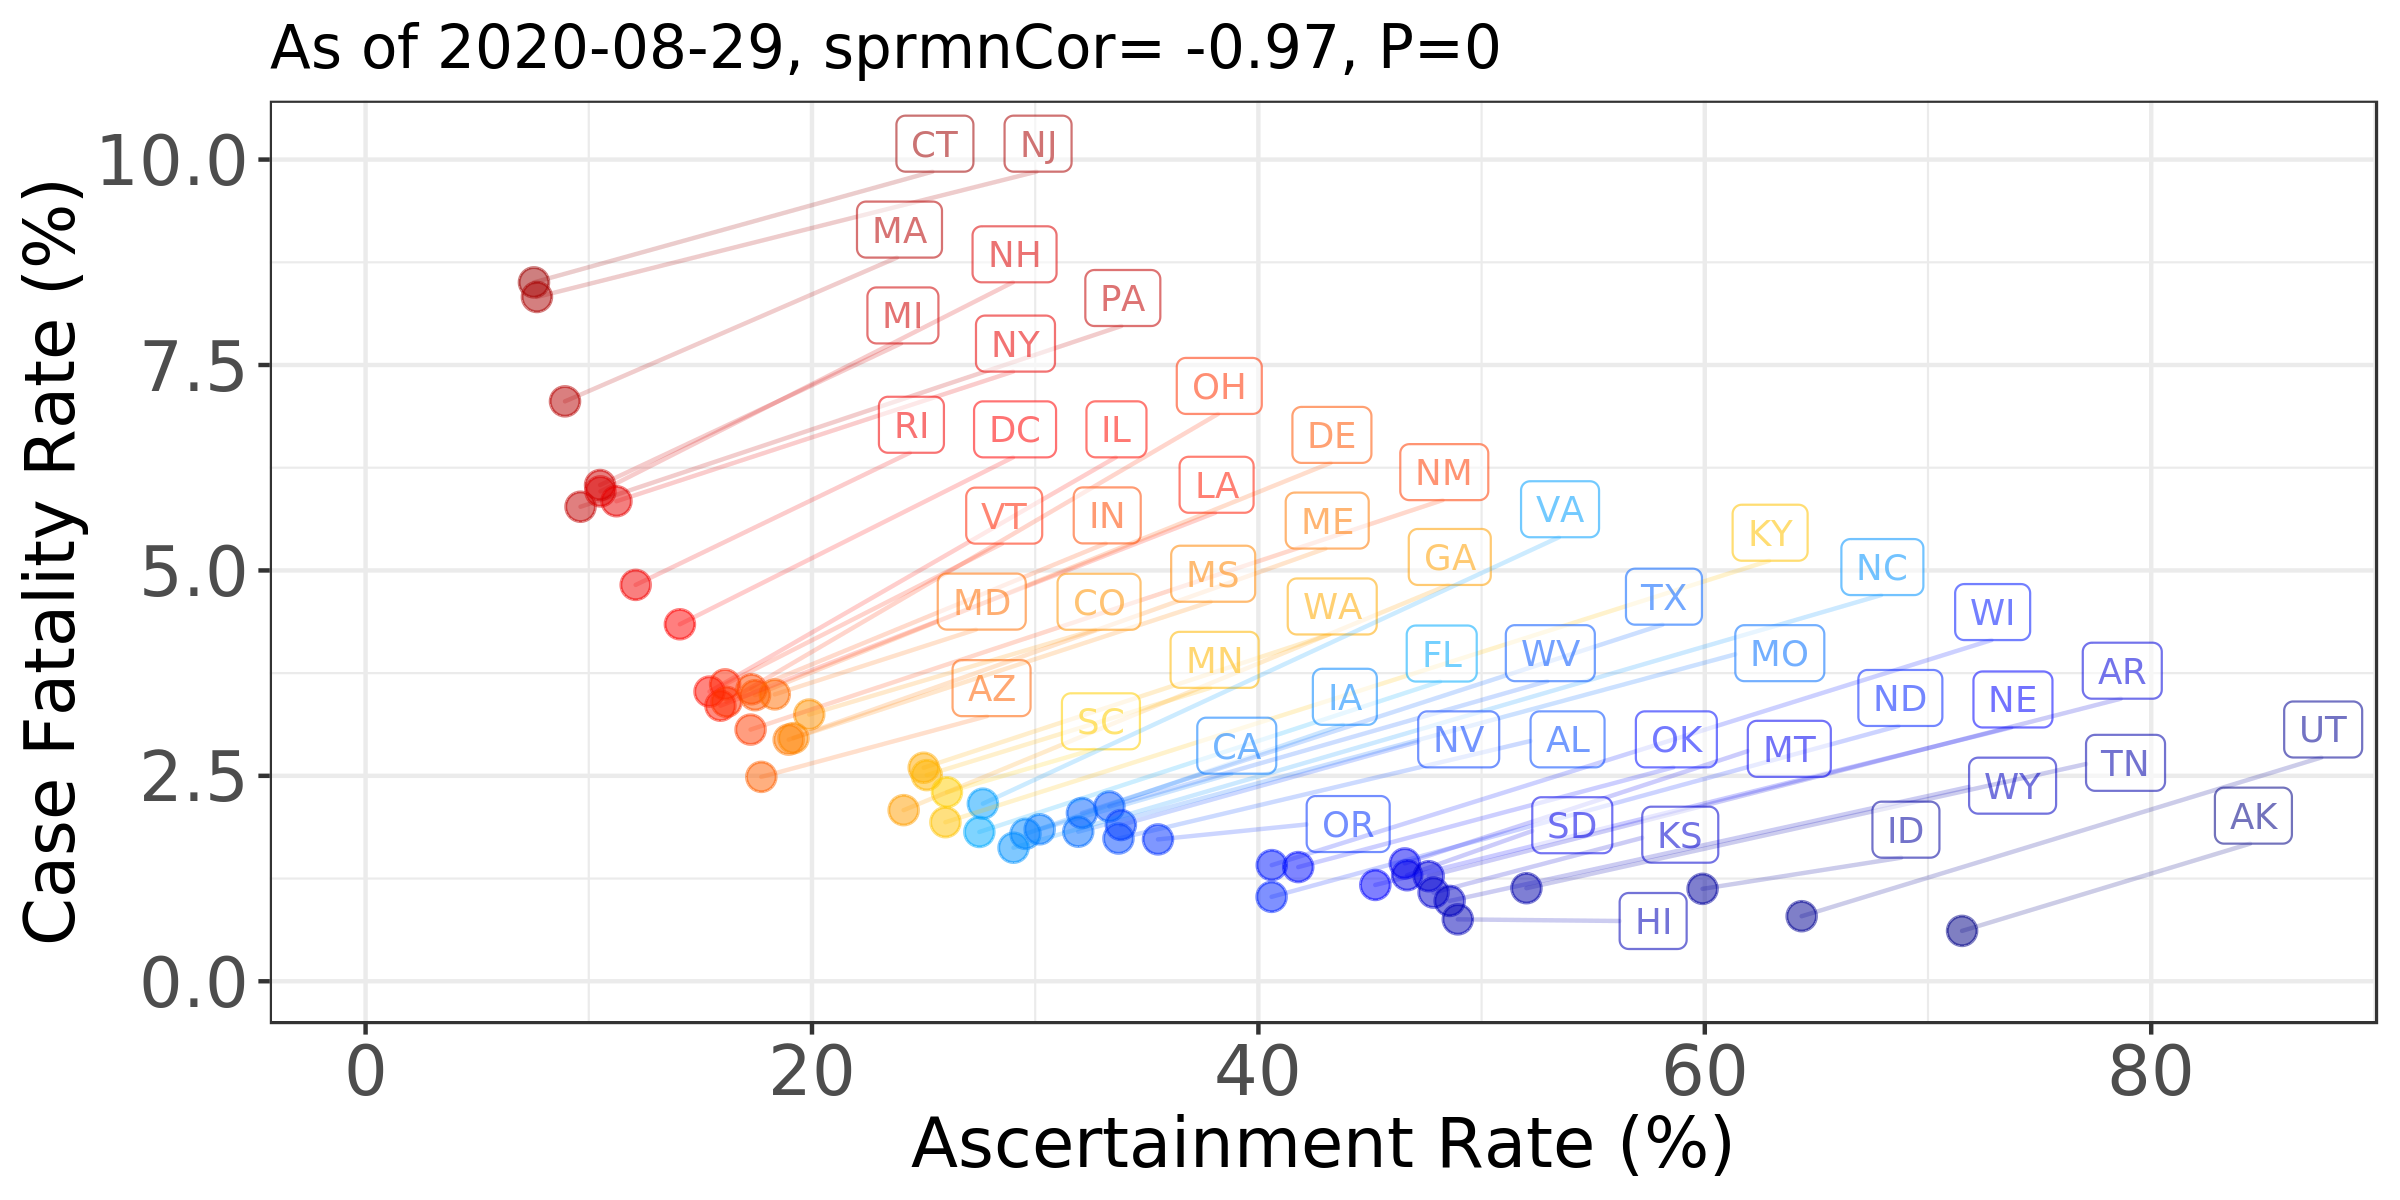 As of 2020-08-29, sprmnCor= -0.97, P=0
Case Fatality Rate (%)
10.0
7.5
5.0
2.5
0.0
CT
NJ
MA
NH
PA
MI
NY
OH
RI
DC
IL
DE
NM
LA
VT
IN
ME
VA
KY
GA
NC
MS
MD
CO
WA
TX
WI
MN
FL
WV
MO
AR
AZ
IA
ND
NE
SC
CA
NV
AL
OK
MT
UT
TN
WY
OR
SD
KS
ID
AK
HI
0
20
40
60
80
Ascertainment Rate (%)